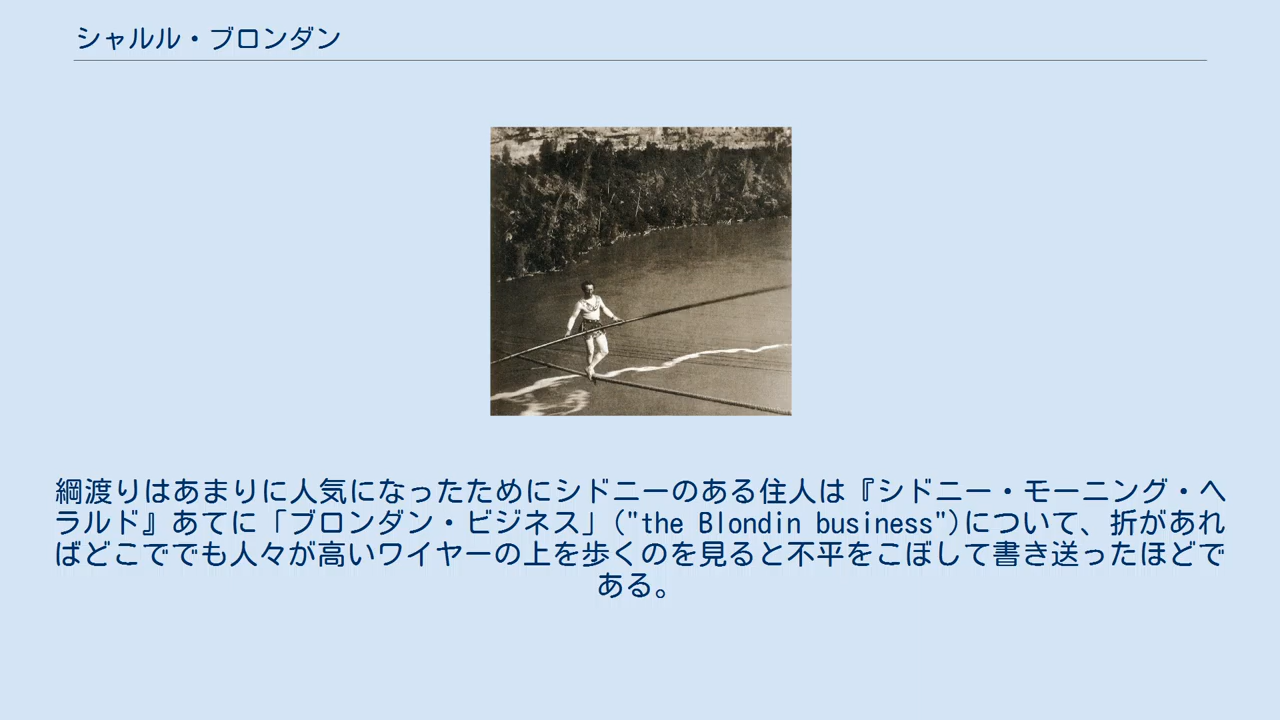 シャルル・ブロンダン
綱渡りはあまりに人気になったためにシドニーのある住人は『シドニー・モーニング・ヘ
ラルド』あてに「ブロンダン・ビジネス」("the Blondin business")について、折があれ
ばどこででも人々が高いワイヤーの上を歩くのを見ると不平をこぼして書き送ったほどで
ある。